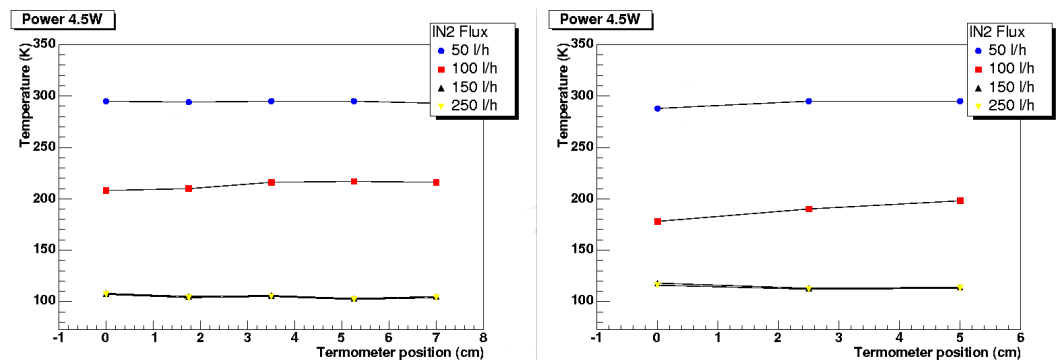 Power 4.5W
Temperature (K)
350
300
250
200
150
100
-1 0 1 2 3 4 5 6 7 8
Termometer position (cm)
IN2 Flux
50 l/h
100 l/h
150 l/h
250 l/h
Power 4.5W
Temperature (K)
350
300
250
200
150
100
-1 0 1 2 3 4 5 6
Termometer position (cm)
IN2 Flux
50 l/h
100 l/h
150 l/h
250 l/h